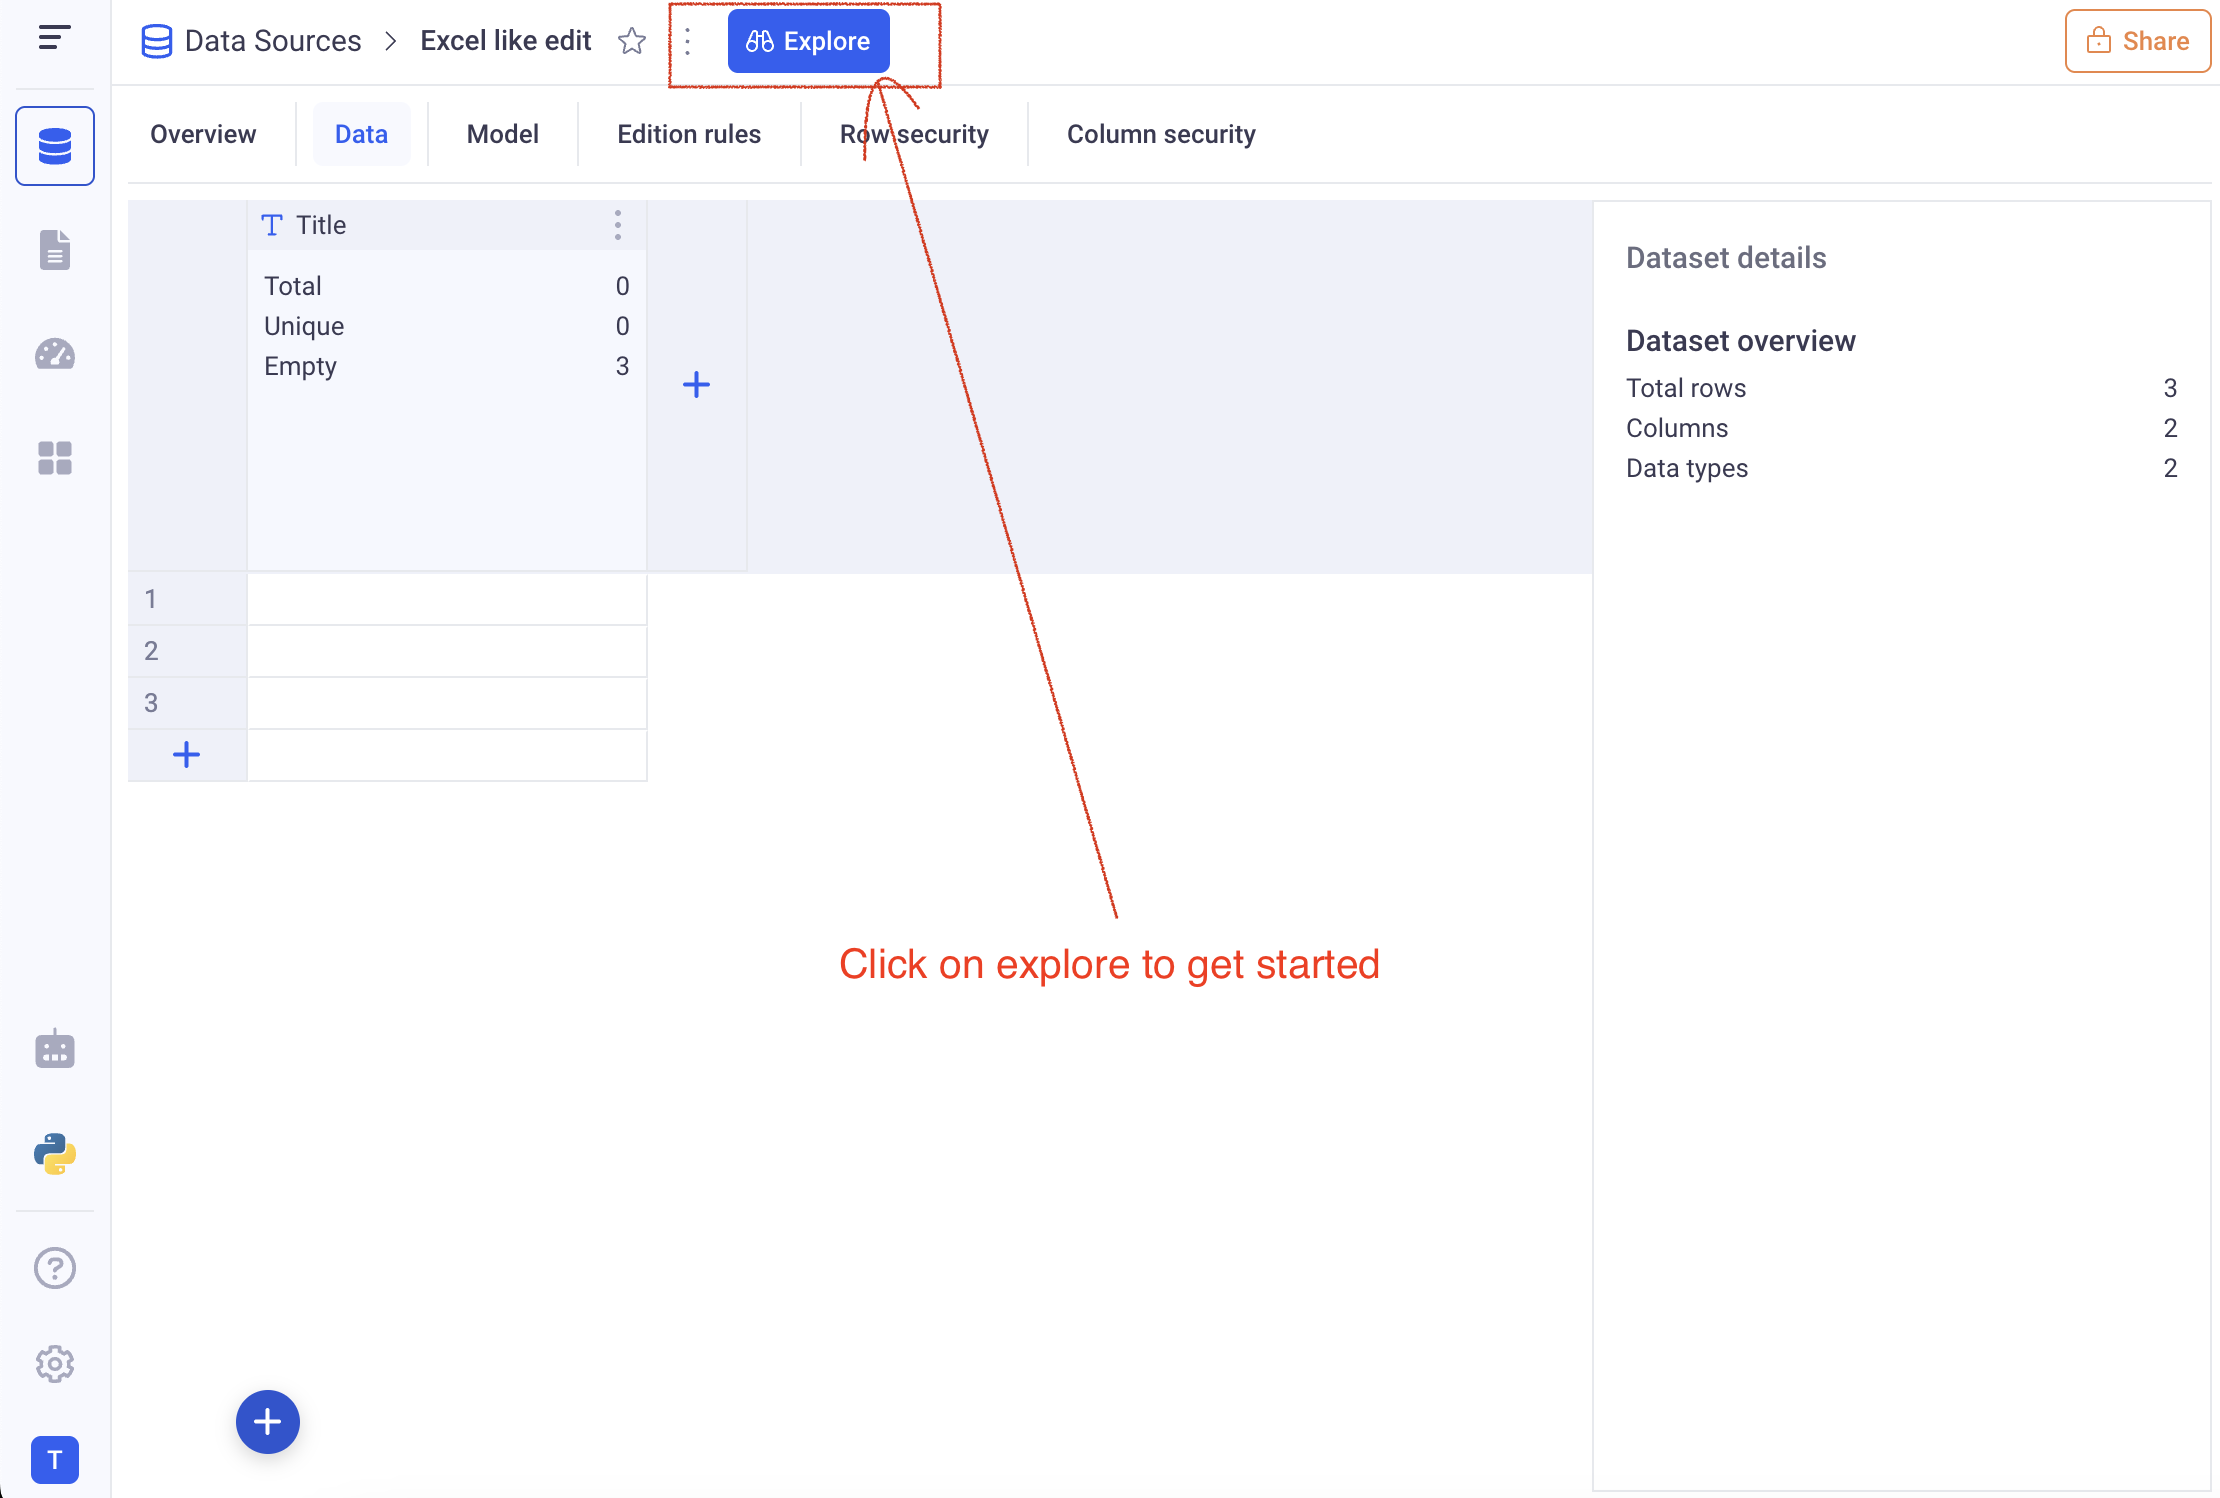 Data Sources > Excel like edit
Explore
Share
Overview
Data
Model
Edition rules
Row security
Column security
Title
Total 0
Unique 0
Empty 3
1
2
3
Dataset details
Dataset overview
Total rows 3
Columns 2
Data types 2
Click on explore to get started
T